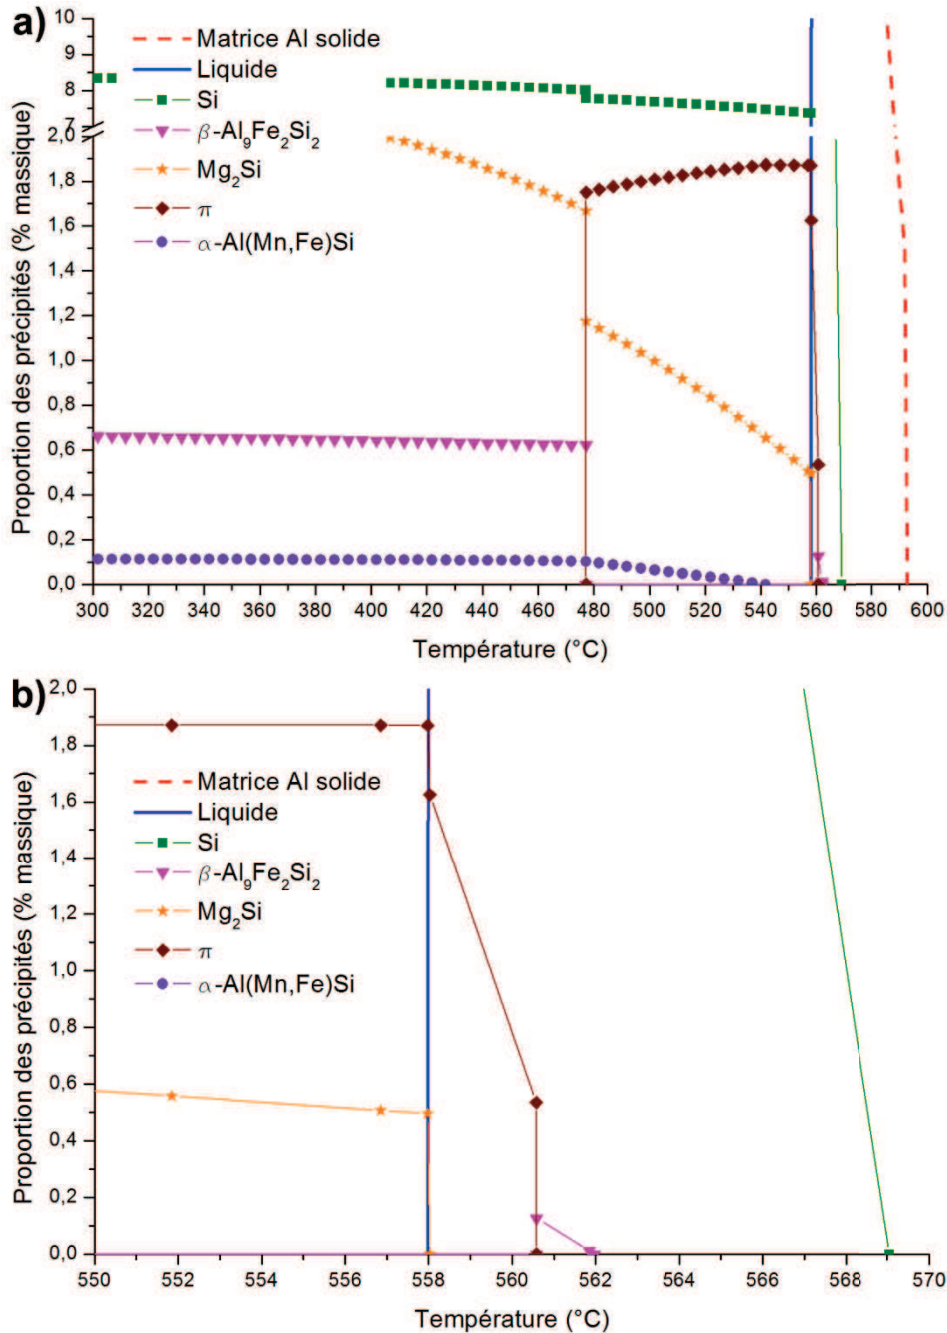 a)
10
9
8
7
2,0
1,8
1,6
1,4
1,2
1,0
0,8
0,6
0,4
0,2
0,0
Proportion des précipités (% massique)
Matrice Al solide
Liquide
Si
β-Al₉Fe₂Si₂
Mg₂Si
π
α-Al(Mn,Fe)Si
300 320 340 360 380 400 420 440 460 480 500 520 540 560 580 600
Température (°C)
b)
2,0
1,8
1,6
1,4
1,2
1,0
0,8
0,6
0,4
0,2
0,0
Proportion des précipités (% massique)
Matrice Al solide
Liquide
Si
β-Al₉Fe₂Si₂
Mg₂Si
π
α-Al(Mn,Fe)Si
550 552 554 556 558 560 562 564 566 568 570
Température (°C)